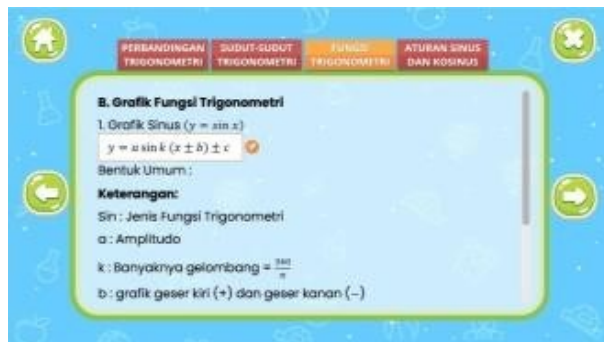 PERBANDINGAN
TRIGONOMETRI
SUDUT-SUDUT
TRIGONOMETRI
FUNGSI
TRIGONOMETRI
ATURAN SINUS
DAN KOSINUS
B. Grafik Fungsi Trigonometri
1. Grafik Sinus (y = sin x)
y = a sin k (x ± b) ± c
Bentuk Umum :
Keterangan:
Sin : Jenis Fungsi Trigonometri
a : Amplitudo
k : Banyaknya gelombang =
b : grafik geser kiri (+) dan geser kanan (−)